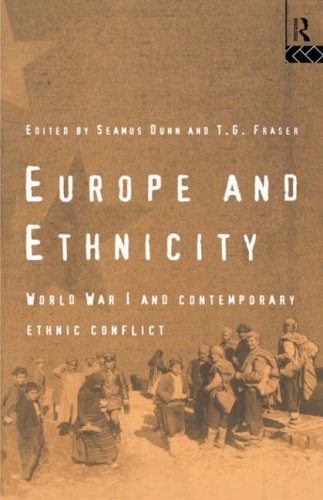 EDITED BY SEAMUS DUNN AND T.G. FRASER
EUROPE AND
ETHNICITY
WORLD WAR I AND CONTEMPORARY
ETHNIC CONFLICT